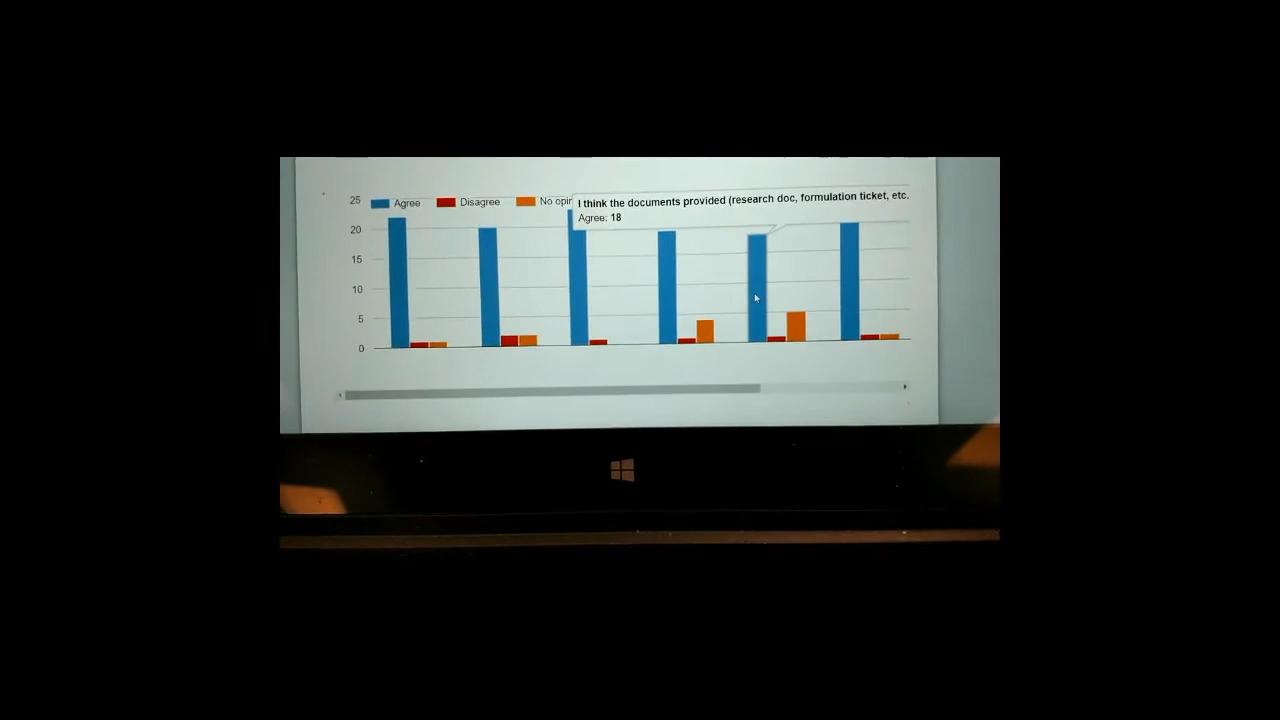 25
Agree
Disagree
No opin
I think the documents provided (research doc, formulation ticket, etc.
Agree: 18
20
15
10
5
0